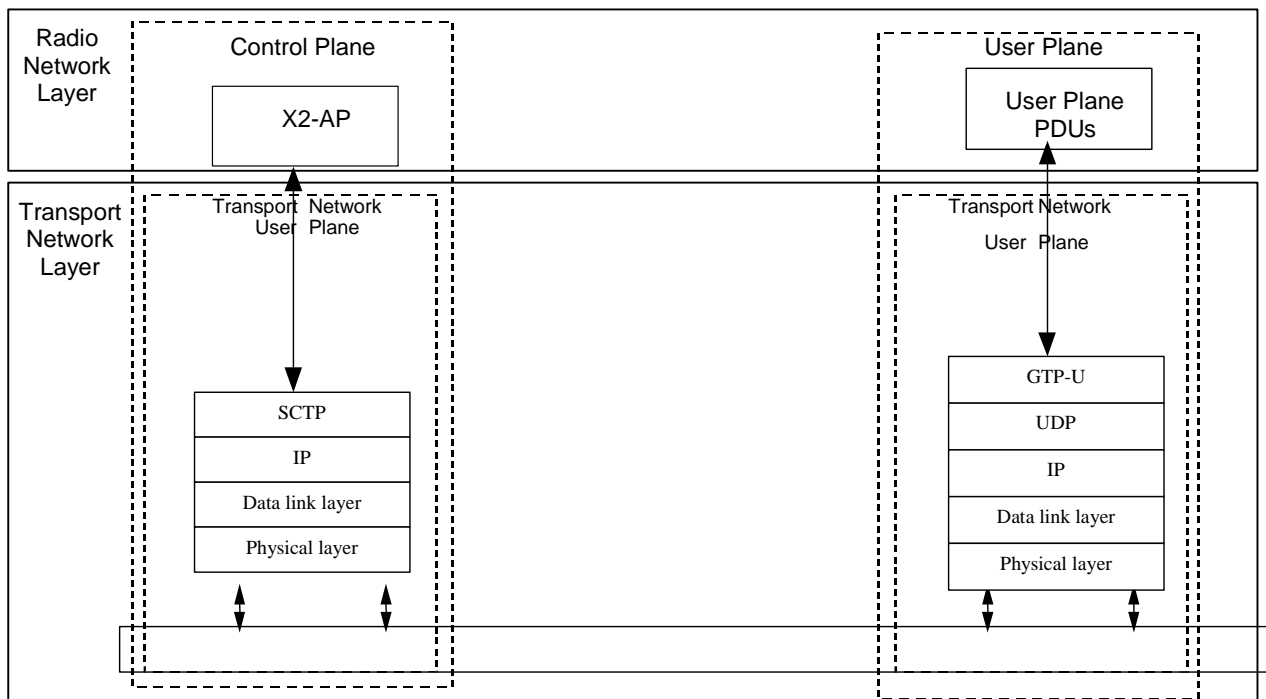 Radio
Network
Layer
Control Plane
X2-AP
User Plane
User Plane
PDUs
Transport
Network
Layer
Transport Network
User Plane
SCTP
IP
Data link layer
Physical layer
Transport Network
User Plane
GTP-U
UDP
IP
Data link layer
Physical layer